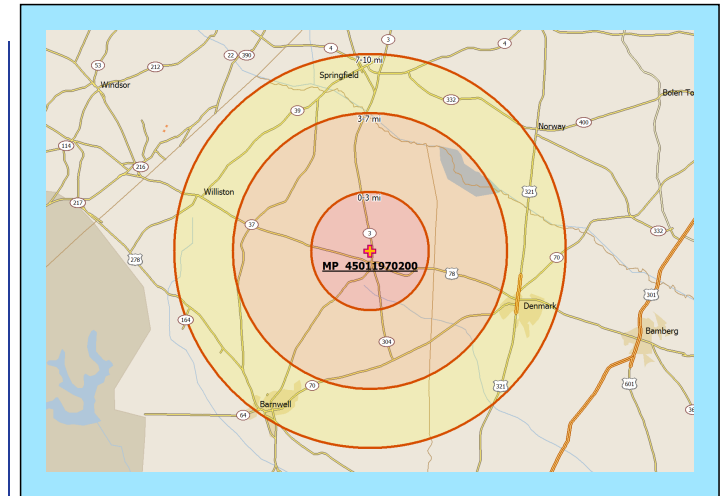 3
4
4
22
390
7-10 mi
53
212
Springfield
Windsor
Bolen To
39
332
400
3-7 mi
Norway
114
216
321
Williston
0-3 mi
217
37
3
332
278
70
MP 45011970200
78
301
Denmark
164
Bamberg
304
601
70
321
Barnwell
64
36